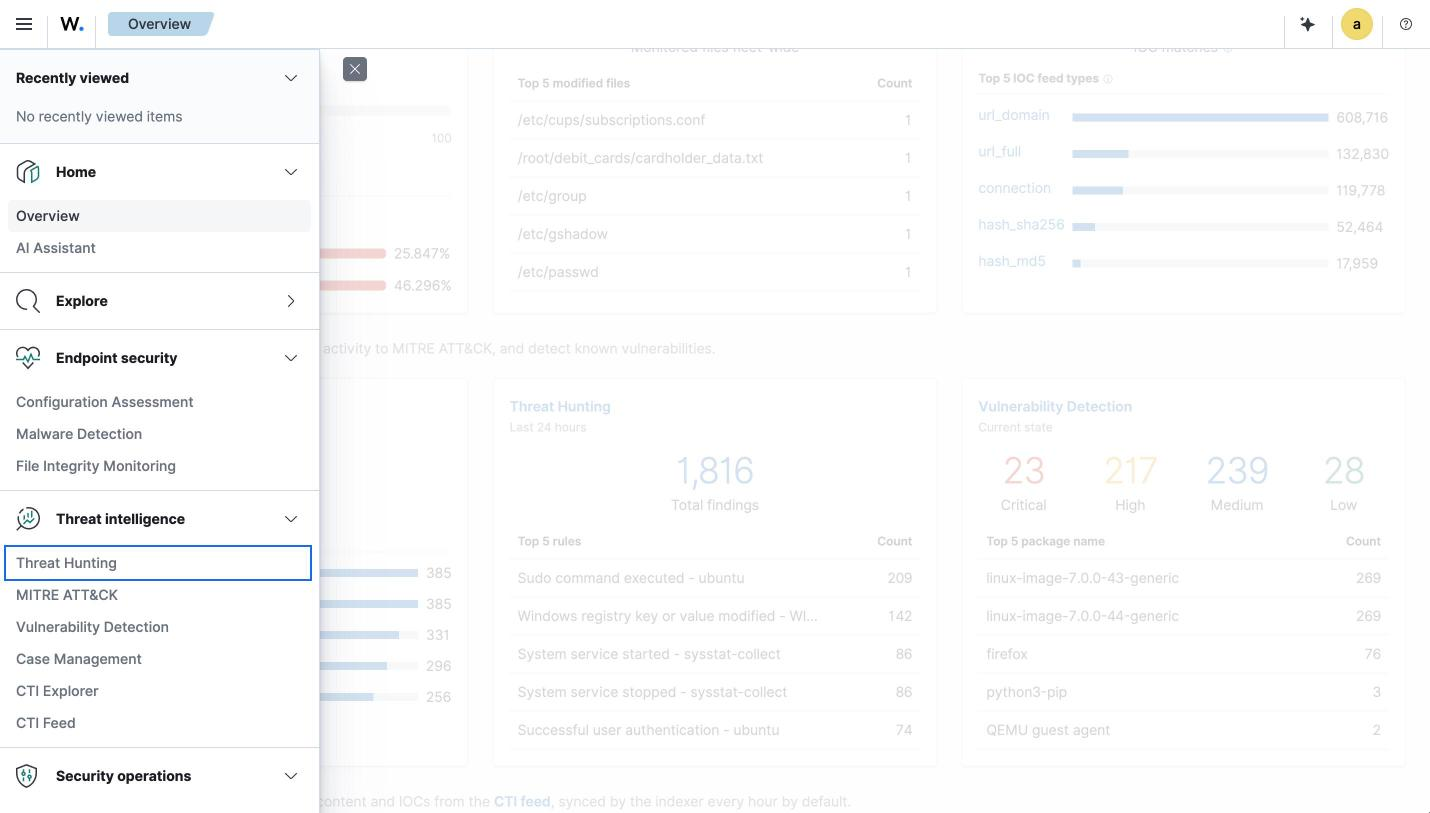 W.
Overview
a
Recently viewed
No recently viewed items
Home
Overview
AI Assistant
Explore
Endpoint security
Configuration Assessment
Malware Detection
File Integrity Monitoring
Threat intelligence
Threat Hunting
MITRE ATT&CK
Vulnerability Detection
Case Management
CTI Explorer
CTI Feed
Security operations
100
25.847%
46.296%
Monitored files fleet-wide
Top 5 modified files Count
/etc/cups/subscriptions.conf 1
/root/debit_cards/cardholder_data.txt 1
/etc/group 1
/etc/gshadow 1
/etc/passwd 1
IOC matches
Top 5 IOC feed types
url_domain 608,716
url_full 132,830
connection 119,778
hash_sha256 52,464
hash_md5 17,959
activity to MITRE ATT&CK, and detect known vulnerabilities.
385
385
331
296
256
Threat Hunting
Last 24 hours
1,816
Total findings
Top 5 rules Count
Sudo command executed - ubuntu 209
Windows registry key or value modified - WI... 142
System service started - sysstat-collect 86
System service stopped - sysstat-collect 86
Successful user authentication - ubuntu 74
Vulnerability Detection
Current state
23 217 239 28
Critical High Medium Low
Top 5 package name Count
linux-image-7.0.0-43-generic 269
linux-image-7.0.0-44-generic 269
firefox 76
python3-pip 3
QEMU guest agent 2
content and IOCs from the CTI feed, synced by the indexer every hour by default.